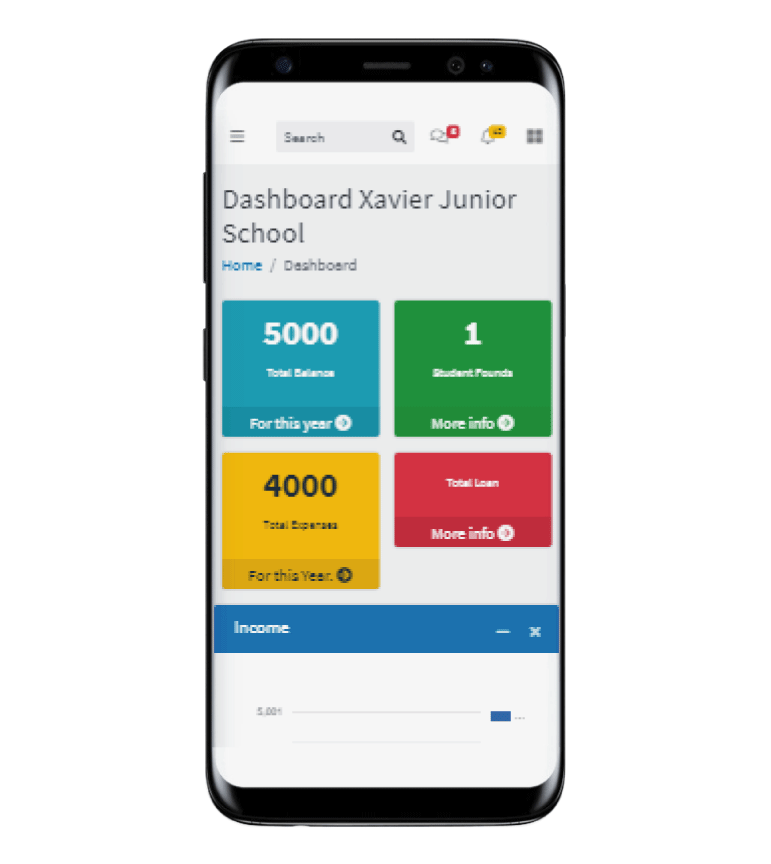 Search
Dashboard Xavier Junior
School
Home / Dashboard
5000
Total Balance
For this year
1
Student Founds
More info
4000
Total Expenses
For this Year.
Total Loan
More info
Income
5,001
...